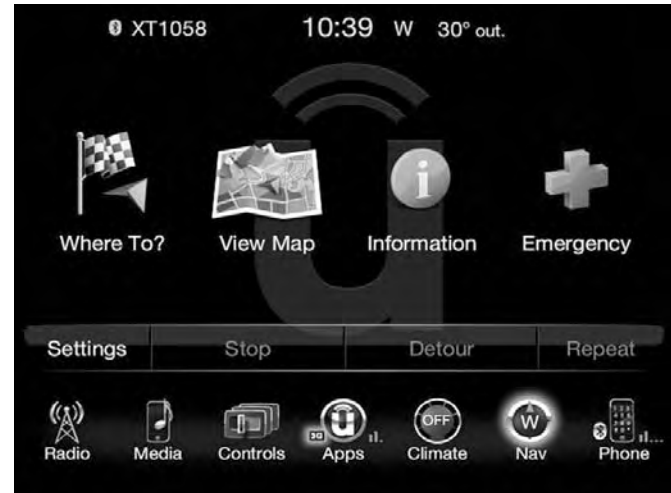 XT1058 10:39 W 30° out.
Where To? View Map Information Emergency
Settings Stop Detour Repeat
3G OFF W
Radio Media Controls Apps Climate Nav Phone